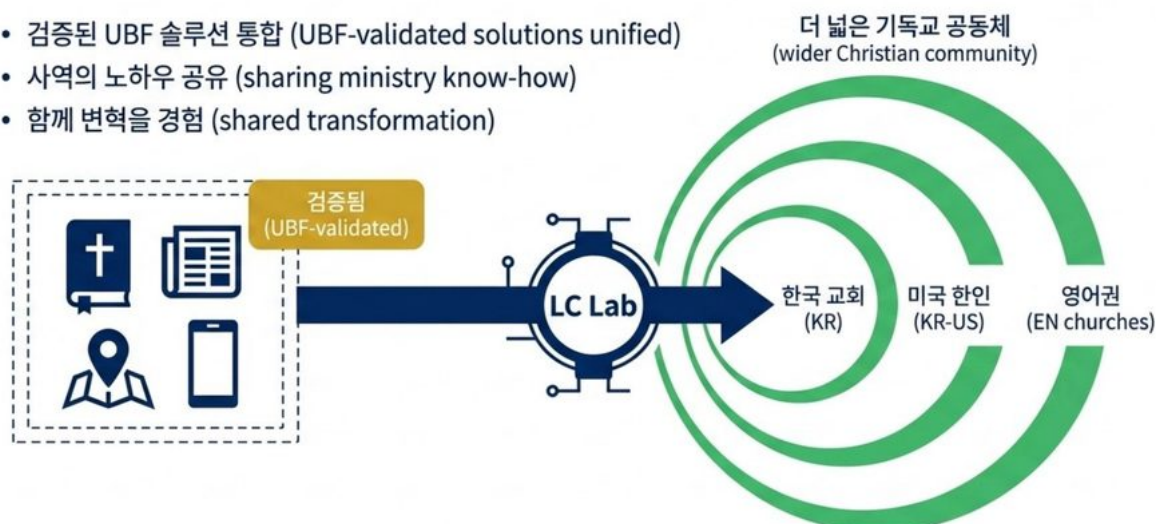 • 검증된 UBF 솔루션 통합 (UBF-validated solutions unified)
• 사역의 노하우 공유 (sharing ministry know-how)
• 함께 변혁을 경험 (shared transformation)
더 넓은 기독교 공동체
(wider Christian community)
검증됨
(UBF-validated)
LC Lab
한국 교회
(KR)
미국 한인
(KR-US)
영어권
(EN churches)